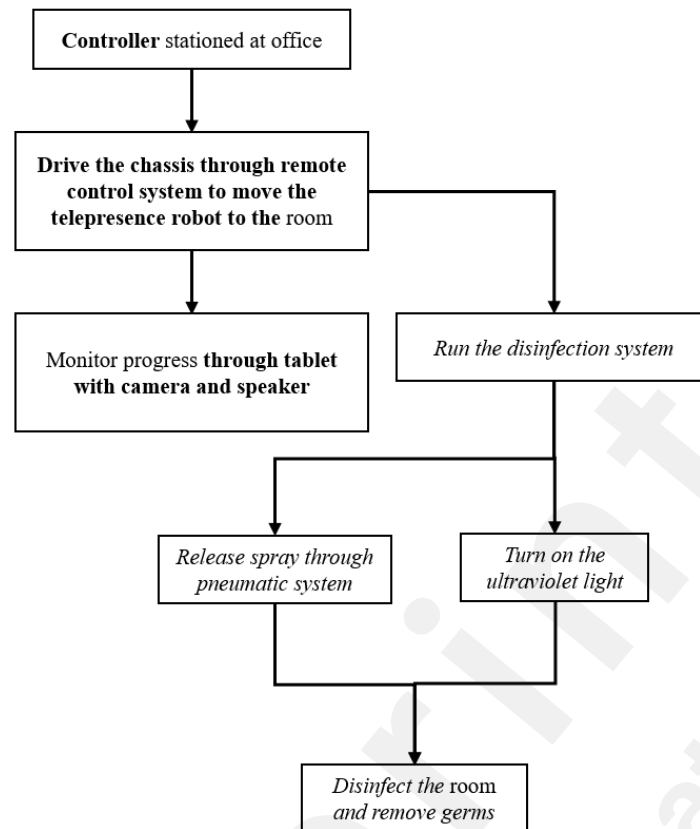 Controller stationed at office
Drive the chassis through remote
control system to move the
telepresence robot to the room
Monitor progress through tablet
with camera and speaker
Run the disinfection system
Release spray through
pneumatic system
Turn on the
ultraviolet light
Disinfect the room
and remove germs